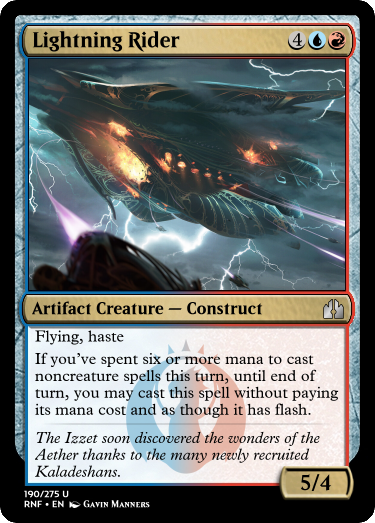 Lightning Rider 4
Artifact Creature — Construct
Flying, haste
If you've spent six or more mana to cast
noncreature spells this turn, until end of
turn, you may cast this spell without paying
its mana cost and as though it has flash.
The Izzet soon discovered the wonders of the
Aether thanks to the many newly recruited
Kaladeshans.
5/4
190/275 U
RNF • EN Gavin Manners